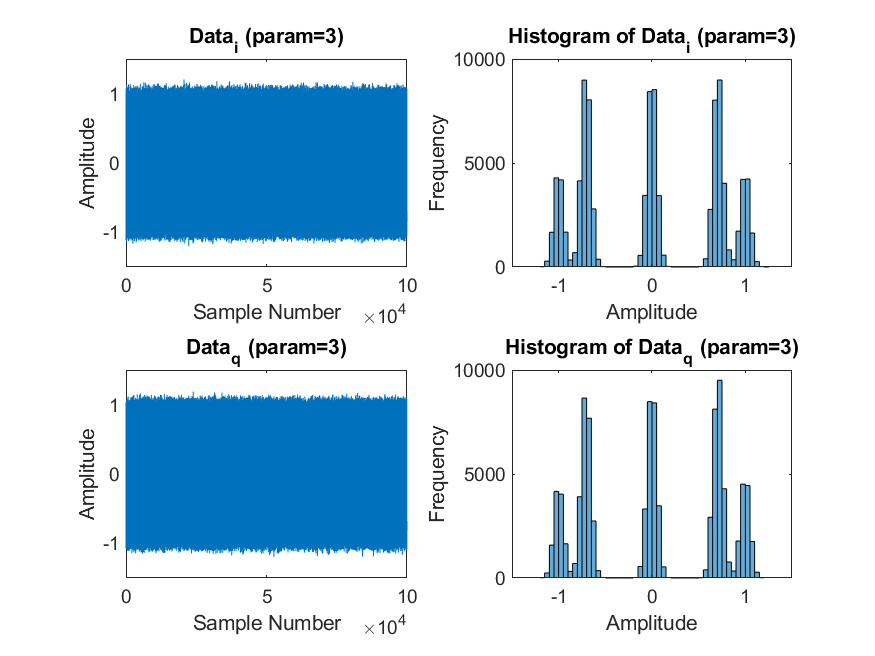 Data_i (param=3)
Amplitude
1
0
-1
0
5
10
Sample Number
×10^4
Histogram of Data_i (param=3)
Frequency
10000
5000
0
-1
0
1
Amplitude
Data_q (param=3)
Amplitude
1
0
-1
0
5
10
Sample Number
×10^4
Histogram of Data_q (param=3)
Frequency
10000
5000
0
-1
0
1
Amplitude